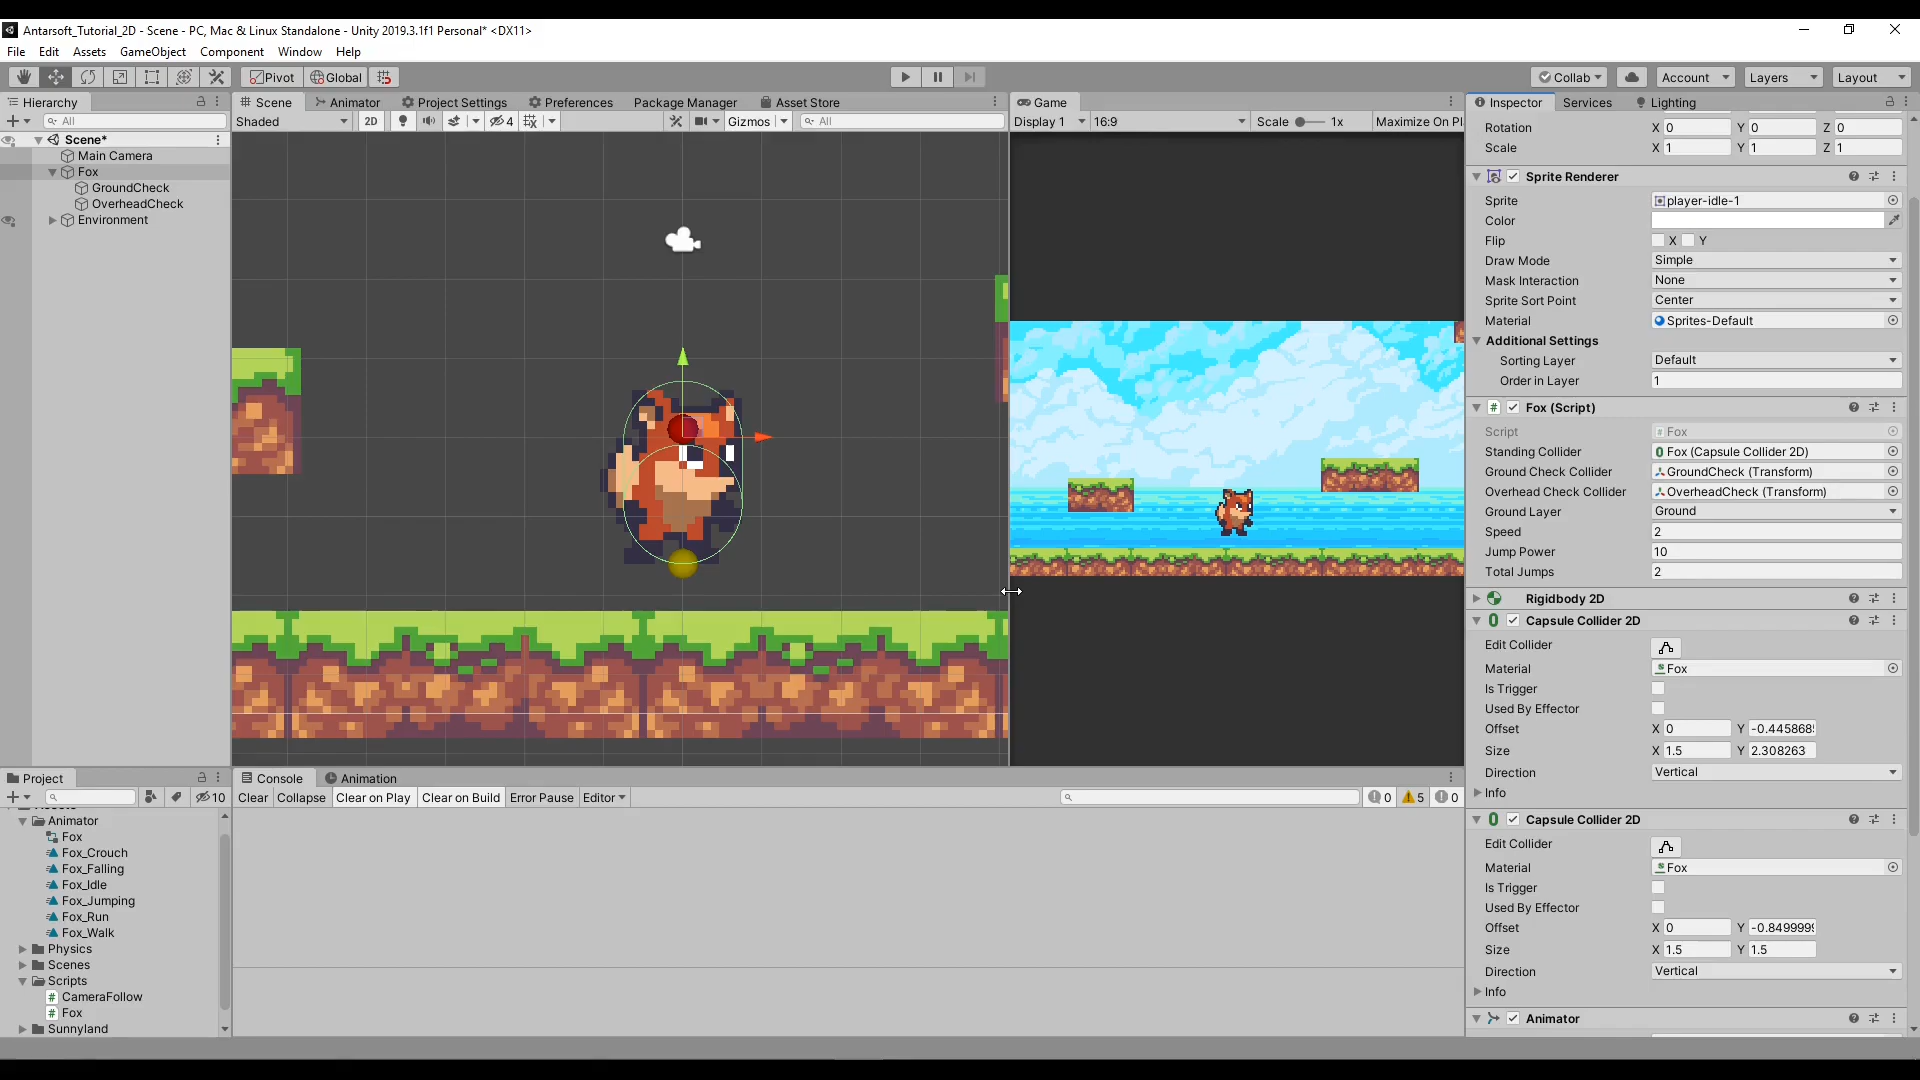 Antarsoft_Tutorial_2D - Scene - PC, Mac & Linux Standalone - Unity 2019.3.1f1 Personal* <DX11>
File Edit Assets GameObject Component Window Help
Pivot Global Collab Account Layers Layout
Hierarchy
All
Scene*
Main Camera
Fox
GroundCheck
OverheadCheck
Environment
Scene Animator Project Settings Preferences Package Manager Asset Store
Shaded 2D 4 Gizmos All
Game
Display 1 16:9 Scale 1x Maximize On Pl
Inspector Services Lighting
Rotation X 0 Y 0 Z 0
Scale X 1 Y 1 Z 1
Sprite Renderer
Sprite player-idle-1
Color
Flip X Y
Draw Mode Simple
Mask Interaction None
Sprite Sort Point Center
Material Sprites-Default
Additional Settings
Sorting Layer Default
Order in Layer 1
Fox (Script)
Script Fox
Standing Collider Fox (Capsule Collider 2D)
Ground Check Collider GroundCheck (Transform)
Overhead Check Collider OverheadCheck (Transform)
Ground Layer Ground
Speed 2
Jump Power 10
Total Jumps 2
Rigidbody 2D
Capsule Collider 2D
Edit Collider
Material Fox
Is Trigger
Used By Effector
Offset X 0 Y -0.445868
Size X 1.5 Y 2.308263
Direction Vertical
Info
Capsule Collider 2D
Edit Collider
Material Fox
Is Trigger
Used By Effector
Offset X 0 Y -0.849999
Size X 1.5 Y 1.5
Direction Vertical
Info
Animator
Project
10
Animator
Fox
Fox_Crouch
Fox_Falling
Fox_Idle
Fox_Jumping
Fox_Run
Fox_Walk
Physics
Scenes
Scripts
CameraFollow
Fox
Sunnyland
Console Animation
Clear Collapse Clear on Play Clear on Build Error Pause Editor 0 5 0